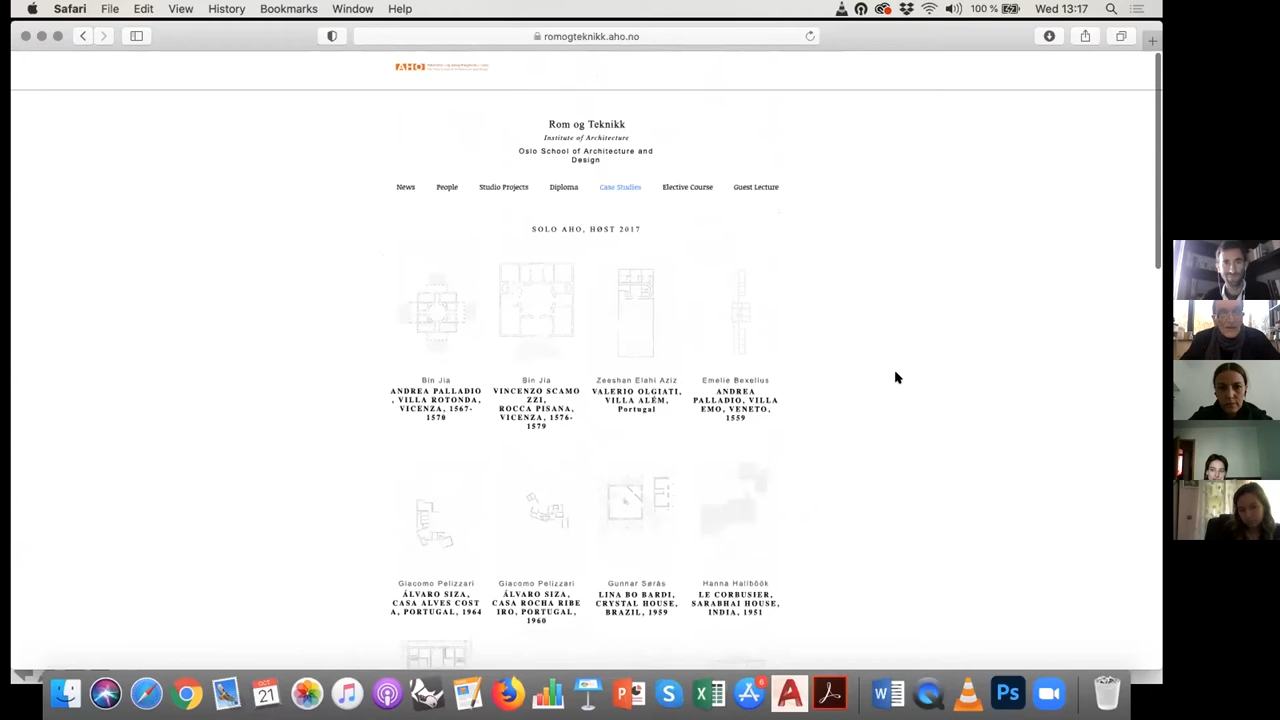 Safari File Edit View History Bookmarks Window Help 100 % Wed 13:17
romogteknikk.aho.no
AHO
Rom og Teknikk
Institute of Architecture
Oslo School of Architecture and
Design
News People Studio Projects Diploma Case Studies Elective Course Guest Lecture
SOLO AHO, HØST 2017
Bin Jia
ANDREA PALLADIO
, VILLA ROTONDA,
VICENZA, 1567-
1570
Bin Jia
VINCENZO SCAMO
ZZI,
ROCCA PISANA,
VICENZA, 1576-
1579
Zeeshan Elahi Aziz
VALERIO OLGIATI,
VILLA ALÉM,
Portugal
Emelie Bexelius
ANDREA
PALLADIO, VILLA
EMO, VENETO,
1559
Giacomo Pelizzari
ÁLVARO SIZA,
CASA ALVES COST
A, PORTUGAL, 1964
Giacomo Pelizzari
ÁLVARO SIZA,
CASA ROCHA RIBE
IRO, PORTUGAL,
1960
Gunnar Sørås
LINA BO BARDI,
CRYSTAL HOUSE,
BRAZIL, 1959
Hanna Hallböök
LE CORBUSIER,
SARABHAI HOUSE,
INDIA, 1951
OCT
21
6
Ps